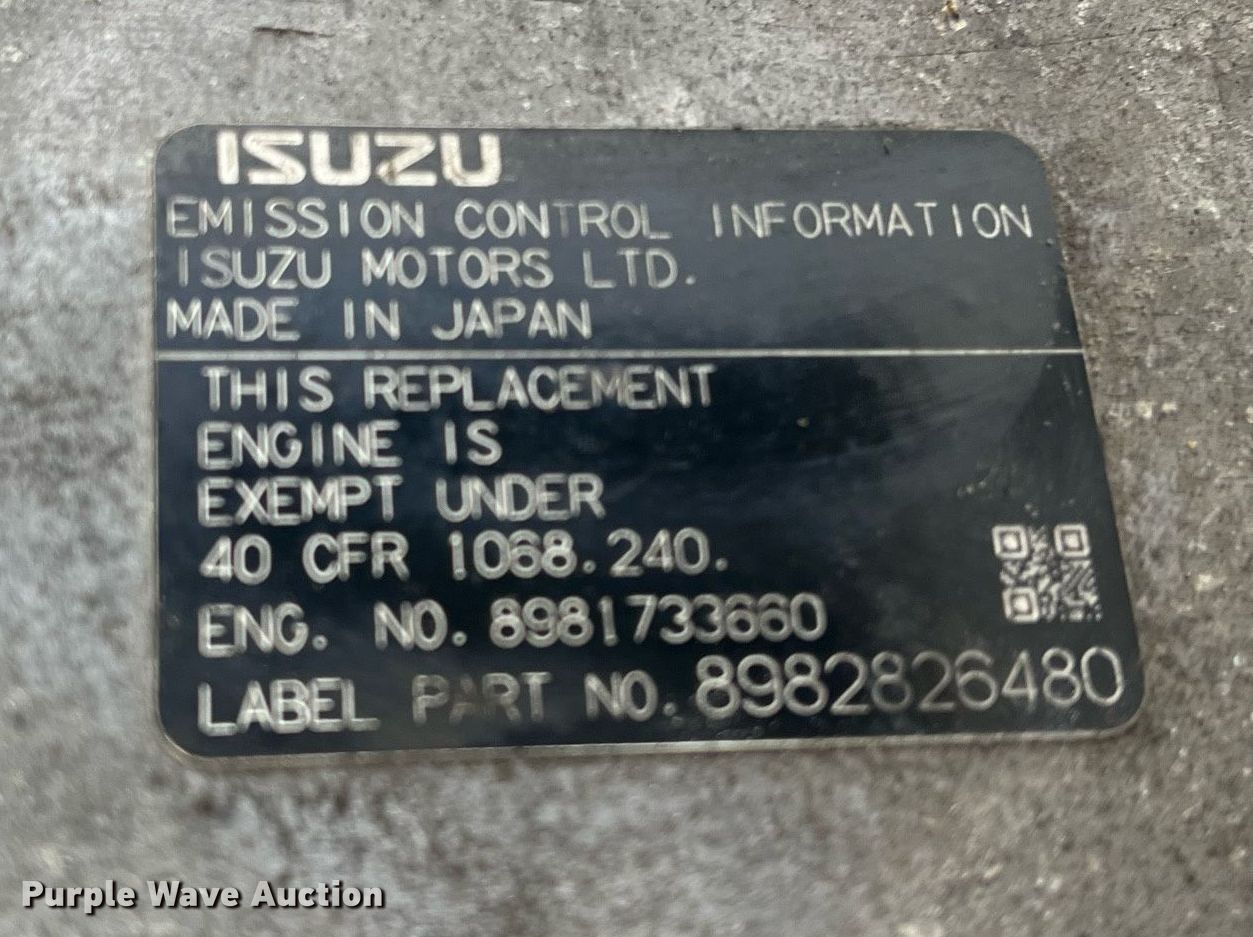 ISUZU
EMISSION CONTROL INFORMATION
ISUZU MOTORS LTD.
MADE IN JAPAN
THIS REPLACEMENT
ENGINE IS
EXEMPT UNDER
40 CFR 1068.240.
ENG. NO. 8981733660
LABEL PART NO. 8982826480
Purple Wave Auction